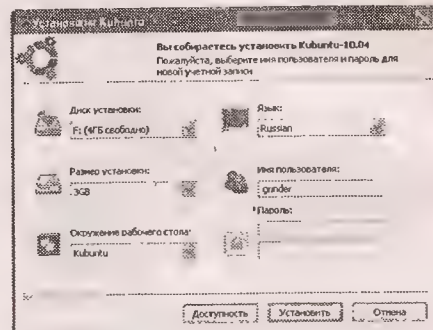 Установщик Kubuntu
Вы собираетесь установить Kubuntu-10.04
Пожалуйста, выберите имя пользователя и пароль для
новой учетной записи
Диск установки:
F: (4ГБ свободно)
Язык:
Russian
Размер установки:
3GB
Имя пользователя:
grinder
Пароль:
Окружение рабочего стола:
Kubuntu
Доступность
Установить
Отмена